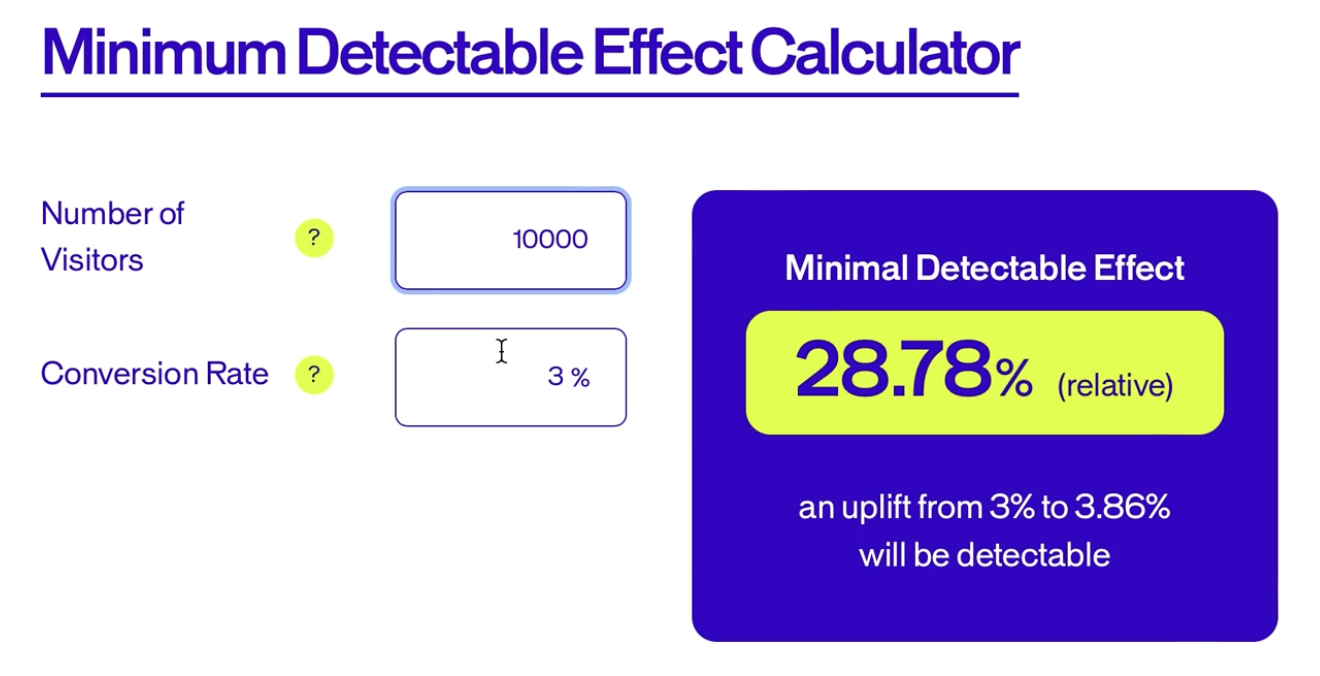 Minimum Detectable Effect Calculator
Number of
Visitors
?
10000
Conversion Rate
?
3 %
Minimal Detectable Effect
28.78% (relative)
an uplift from 3% to 3.86%
will be detectable